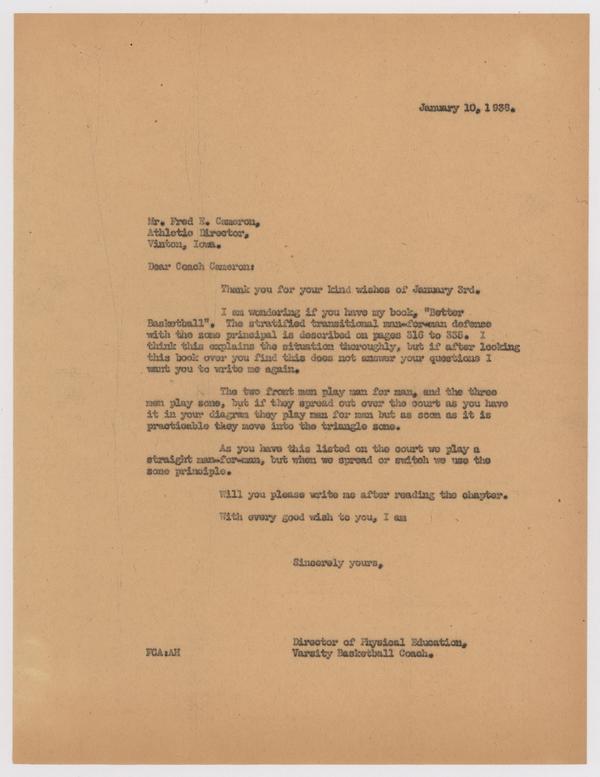 January 10, 1938.
Mr. Fred E. Cameron,
Athletic Director,
Vinton, Iowa.
Dear Coach Cameron:
Thank you for your kind wishes of January 3rd.
I am wondering if you have my book, "Better
Basketball". The stratified transitional man-for-man defense
with the zone principal is described on pages 316 to 335. I
think this explains the situation thoroughly, but if after looking
this book over you find this does not answer your questions I
want you to write me again.
The two front men play man for man, and the three
men play zone, but if they spread out over the court as you have
it in your diagram they play man for man but as soon as it is
practicable they move into the triangle zone.
As you have this listed on the court we play a
straight man-for-man, but when we spread or switch we use the
zone principle.
Will you please write me after reading the chapter.
With every good wish to you, I am
Sincerely yours,
Director of Physical Education,
FCA:AH Varsity Basketball Coach.